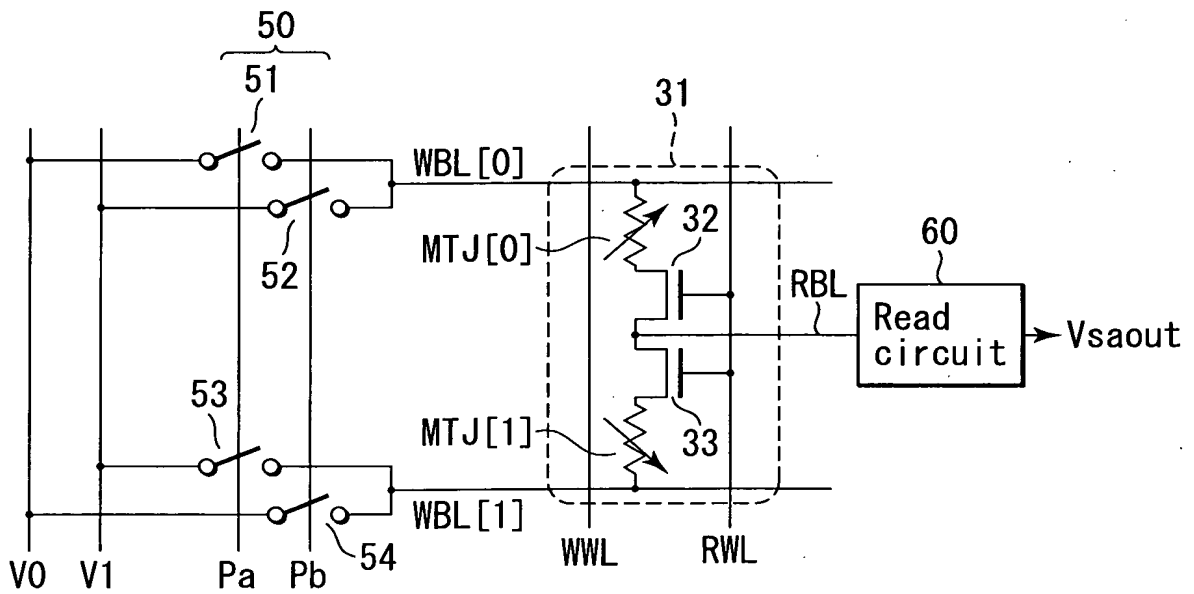 50
51
31
WBL[0]
32
MTJ[0]
52
60
RBL
Read
circuit
Vsaout
53
MTJ[1]
33
WBL[1]
54
WWL
RWL
V0
V1
Pa
Pb